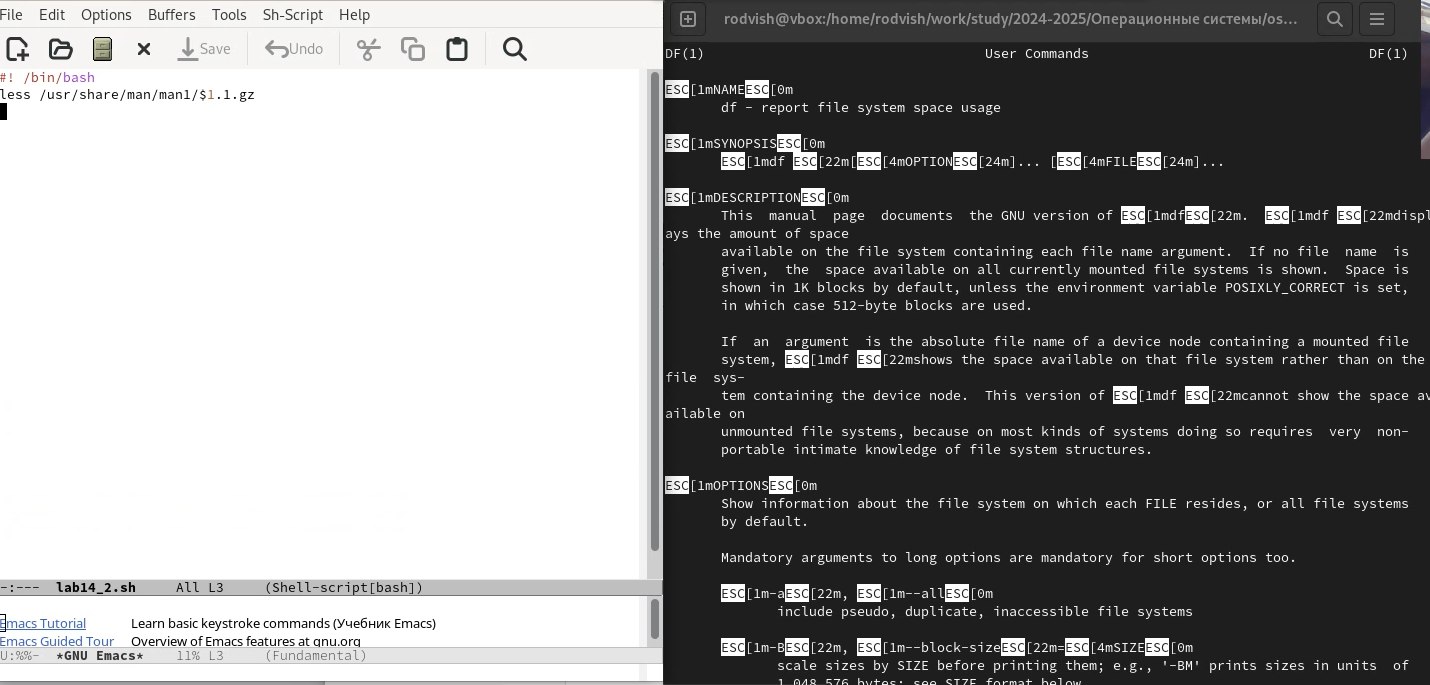 File Edit Options Buffers Tools Sh-Script Help
Save Undo
#! /bin/bash
less /usr/share/man/man1/$1.1.gz
-:--- lab14_2.sh All L3 (Shell-script[bash])
Emacs Tutorial Learn basic keystroke commands (Учебник Emacs)
Emacs Guided Tour Overview of Emacs features at gnu.org
U:%%- *GNU Emacs* 11% L3 (Fundamental)
rodvish@vbox:/home/rodvish/work/study/2024-2025/Операционные системы/os...
DF(1) User Commands DF(1)
ESC[1mNAMEESC[0m
df - report file system space usage
ESC[1mSYNOPSISESC[0m
ESC[1mdf ESC[22m[ESC[4mOPTIONESC[24m]... [ESC[4mFILEESC[24m]...
ESC[1mDESCRIPTIONESC[0m
This manual page documents the GNU version of ESC[1mdfESC[22m. ESC[1mdf ESC[22mdispl
ays the amount of space
available on the file system containing each file name argument. If no file name is
given, the space available on all currently mounted file systems is shown. Space is
shown in 1K blocks by default, unless the environment variable POSIXLY_CORRECT is set,
in which case 512-byte blocks are used.
If an argument is the absolute file name of a device node containing a mounted file
system, ESC[1mdf ESC[22mshows the space available on that file system rather than on the
file sys-
tem containing the device node. This version of ESC[1mdf ESC[22mcannot show the space av
ailable on
unmounted file systems, because on most kinds of systems doing so requires very non-
portable intimate knowledge of file system structures.
ESC[1mOPTIONSESC[0m
Show information about the file system on which each FILE resides, or all file systems
by default.
Mandatory arguments to long options are mandatory for short options too.
ESC[1m-aESC[22m, ESC[1m--allESC[0m
include pseudo, duplicate, inaccessible file systems
ESC[1m-BESC[22m, ESC[1m--block-sizeESC[22m=ESC[4mSIZEESC[0m
scale sizes by SIZE before printing them; e.g., '-BM' prints sizes in units of
1,048,576 bytes; see SIZE format below